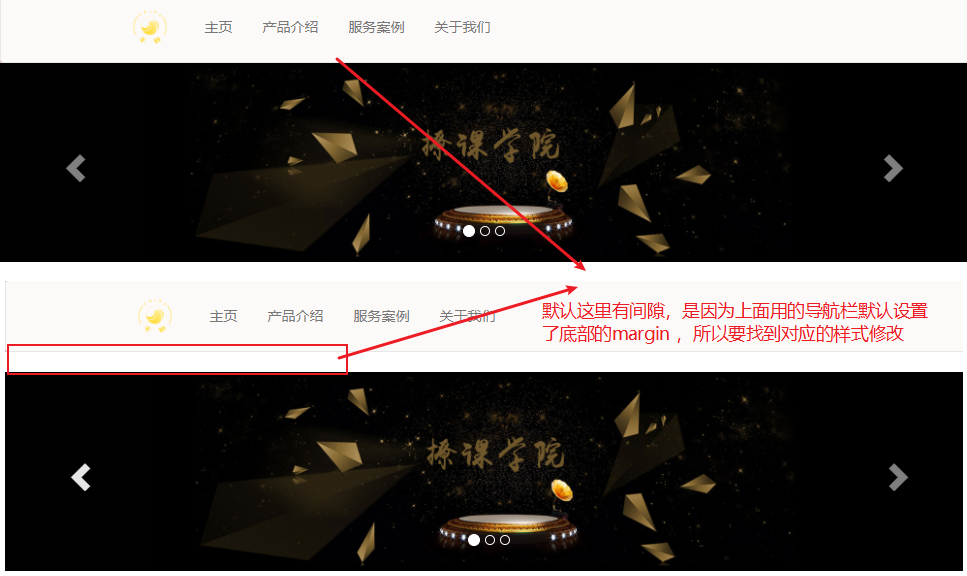 主页 产品介绍 服务案例 关于我们
撩课学院
主页 产品介绍 服务案例 关于我们
默认这里有间隙，是因为上面用的导航栏默认设置
了底部的margin ，所以要找到对应的样式修改
撩课学院